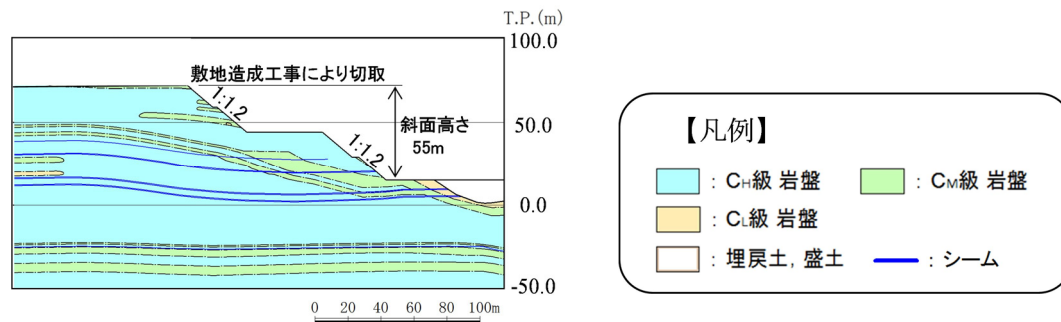 T.P.(m)
100.0
敷地造成工事により切取
1:1.2
斜面高さ
55m
50.0
1:1.2
0.0
-50.0
0 20 40 60 80 100m
【凡例】
: CH級 岩盤
: CM級 岩盤
: CL級 岩盤
: 埋戻土, 盛土
: シーム